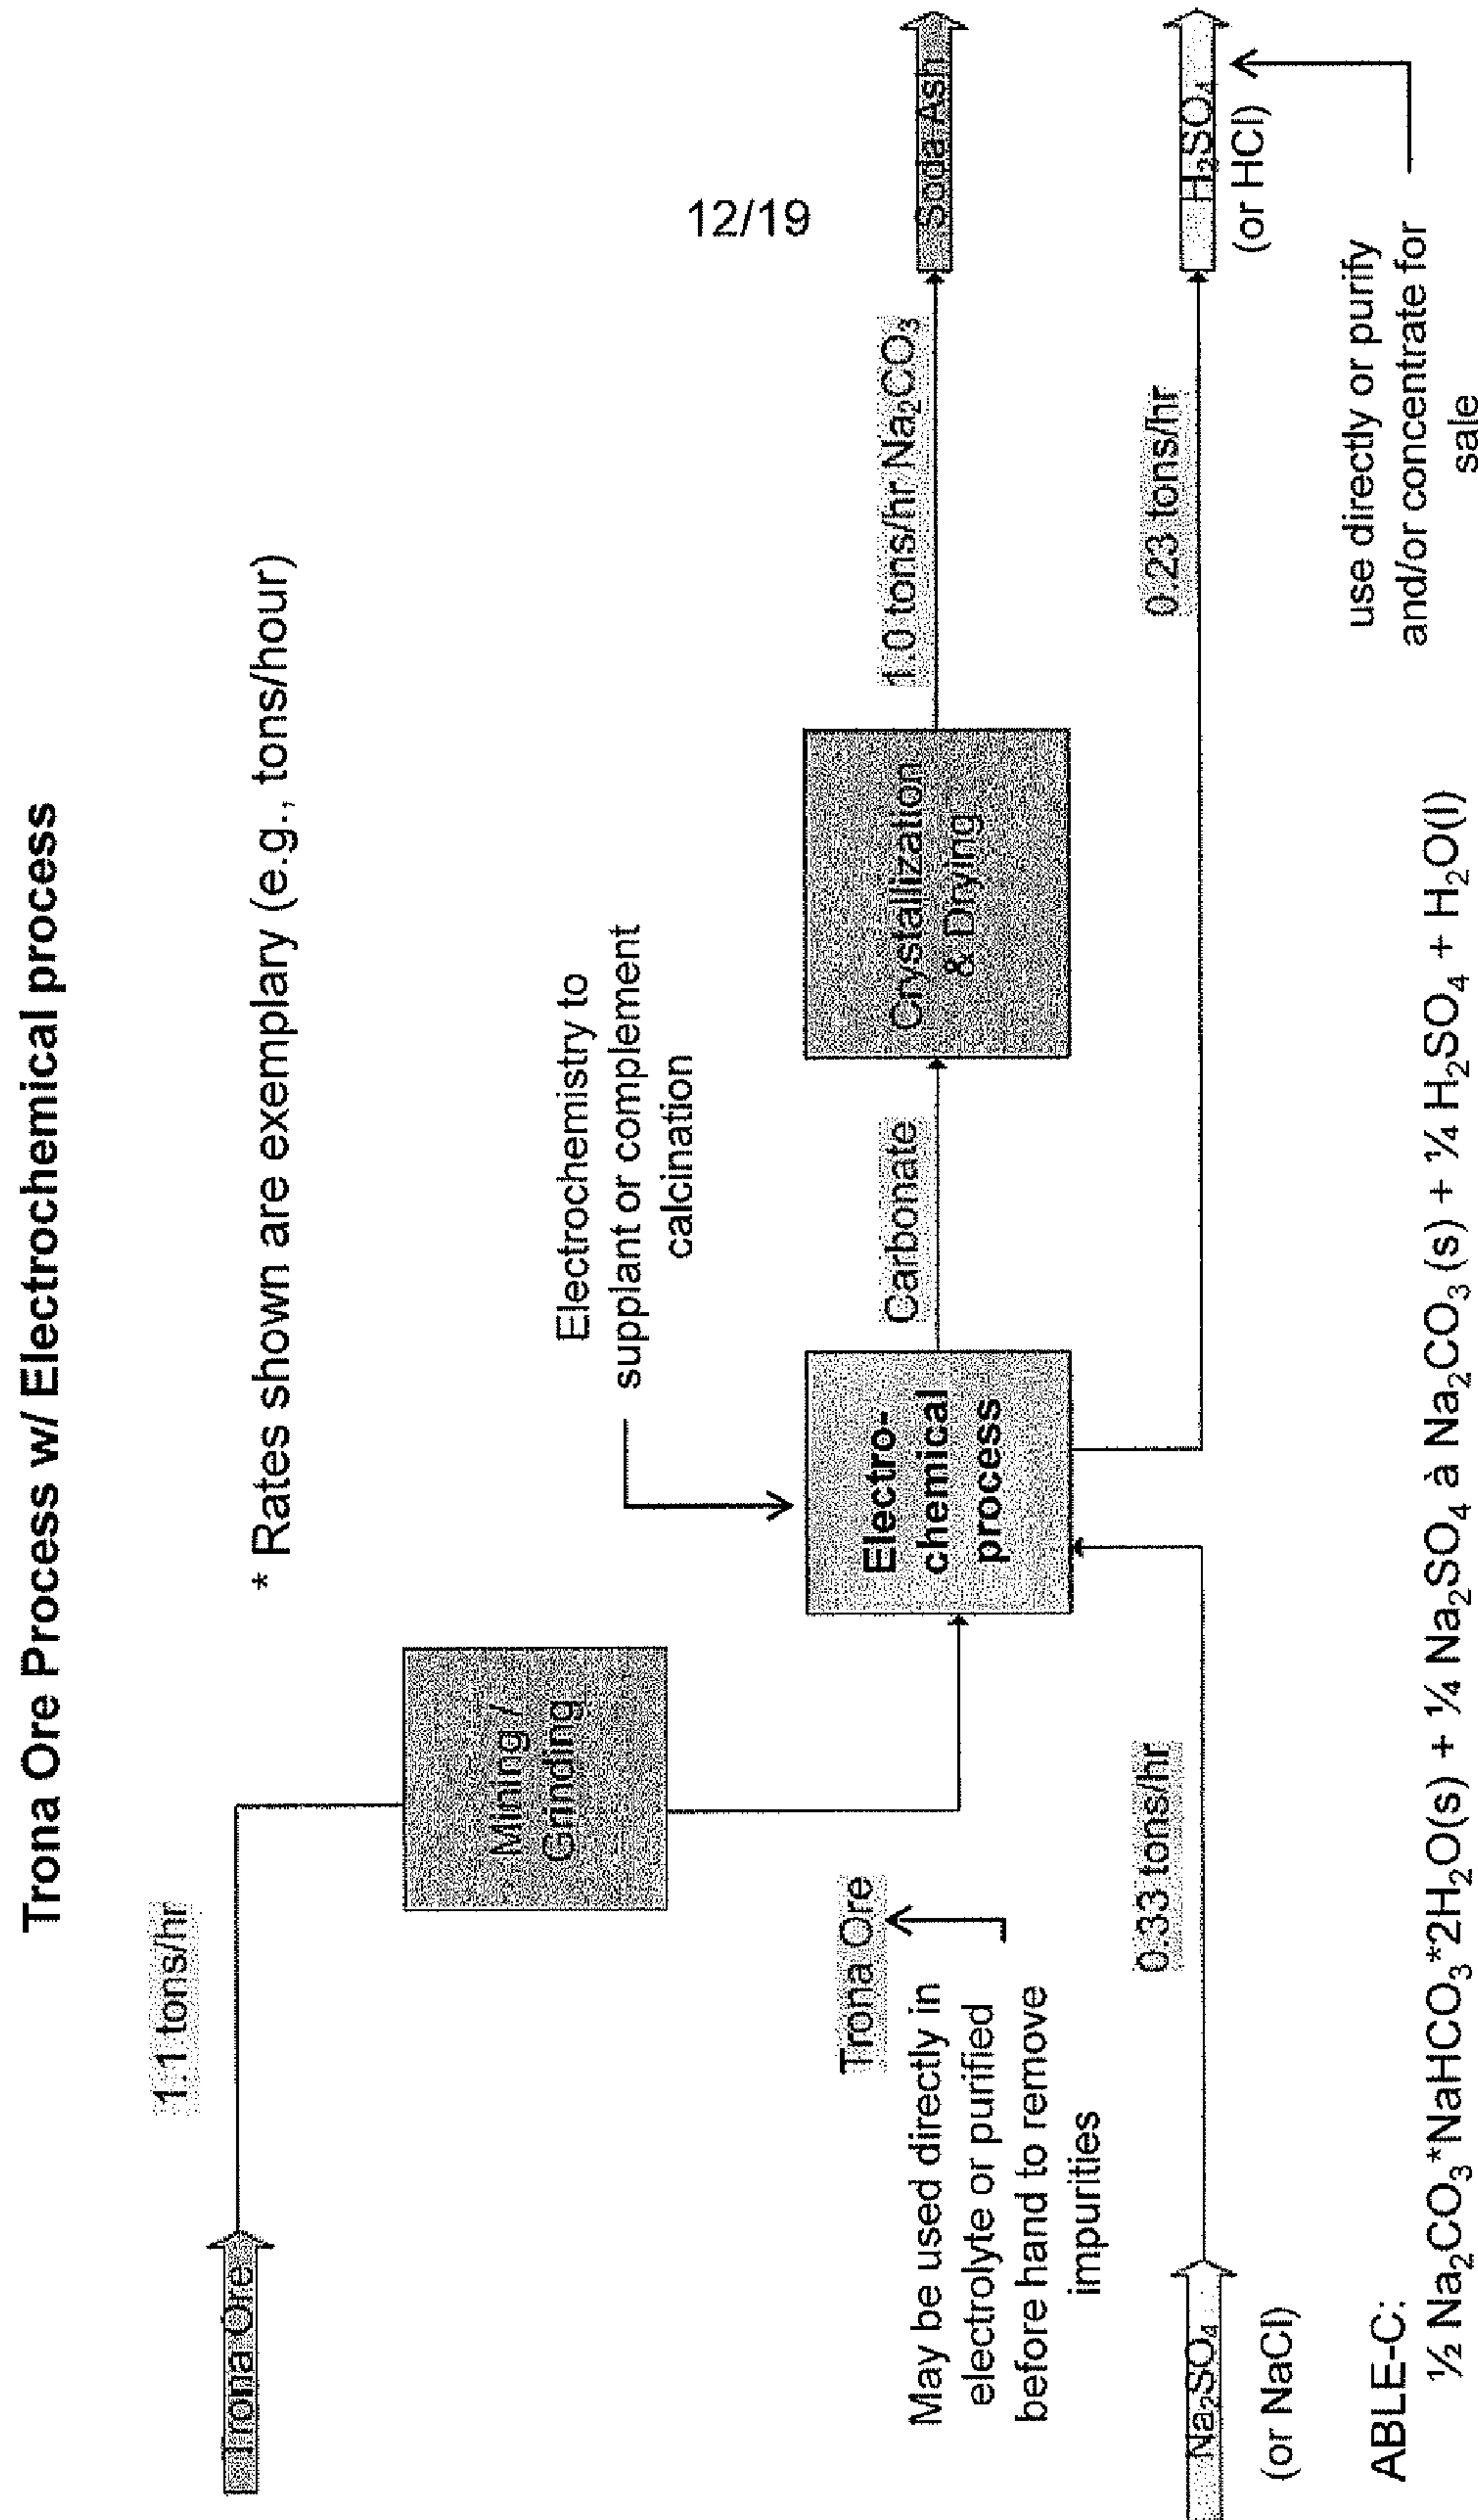 12/19
Trona Ore Process w/ Electrochemical process
* Rates shown are exemplary (e.g., tons/hour)
Trona Ore
1.1 tons/hr
Mining /
Grinding
Electrochemistry to
supplant or complement
calcination
Trona Ore
May be used directly in
electrolyte or purified
before hand to remove
impurities
Electro-
chemical
process
Carbonate
Crystallization
& Drying
1.0 tons/hr Na₂CO₃
Soda Ash
Na₂SO₄
(or NaCl)
0.33 tons/hr
0.23 tons/hr
H₂SO₄
(or HCl)
use directly or purify
and/or concentrate for
sale
ABLE-C:
½ Na₂CO₃*NaHCO₃*2H₂O(s) + ¼ Na₂SO₄ à Na₂CO₃ (s) + ¼ H₂SO₄ + H₂O(l)